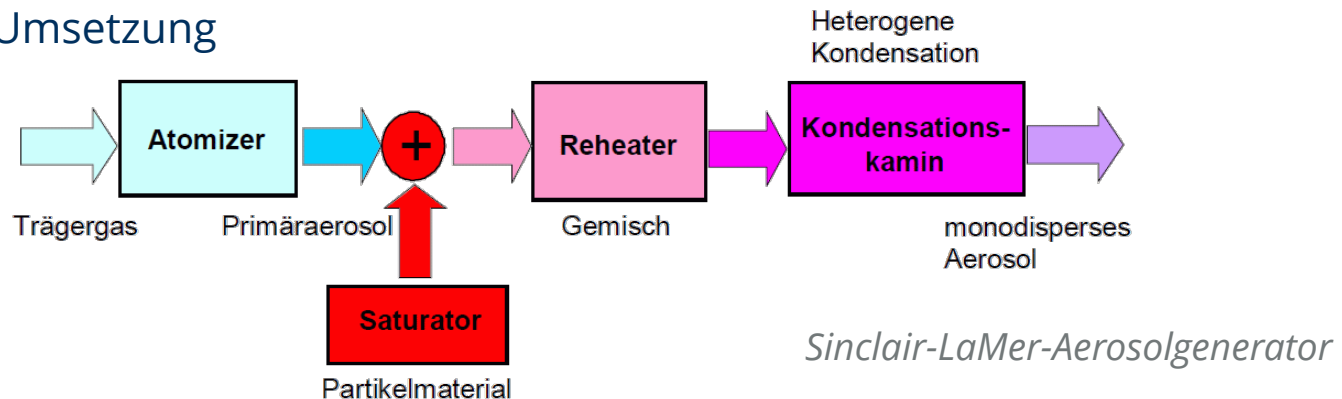 Umsetzung
Heterogene
Kondensation
Atomizer
+
Reheater
Kondensations-
kamin
Trägergas
Primäraerosol
Gemisch
monodisperses
Aerosol
Saturator
Sinclair-LaMer-Aerosolgenerator
Partikelmaterial